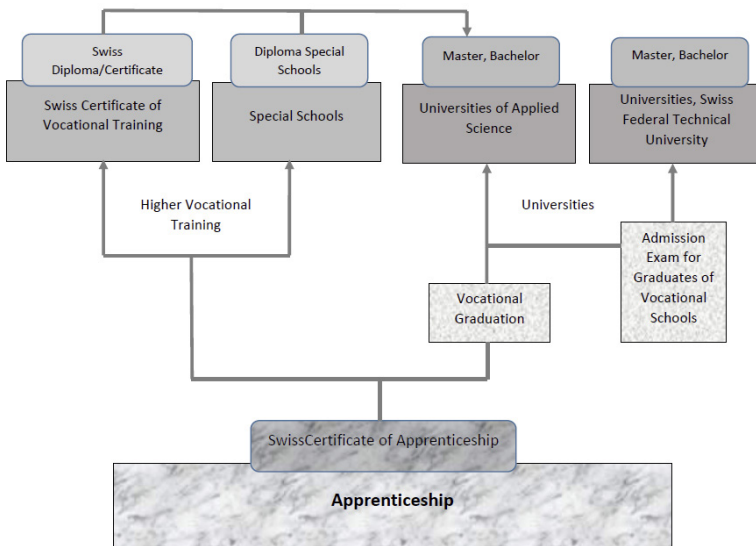 Swiss
Diploma/Certificate
Diploma Special
Schools
Master, Bachelor
Master, Bachelor
Swiss Certificate of
Vocational Training
Special Schools
Universities of Applied
Science
Universities, Swiss
Federal Technical
University
Higher Vocational
Training
Universities
Admission
Exam for
Graduates of
Vocational
Schools
Vocational
Graduation
SwissCertificate of Apprenticeship
Apprenticeship